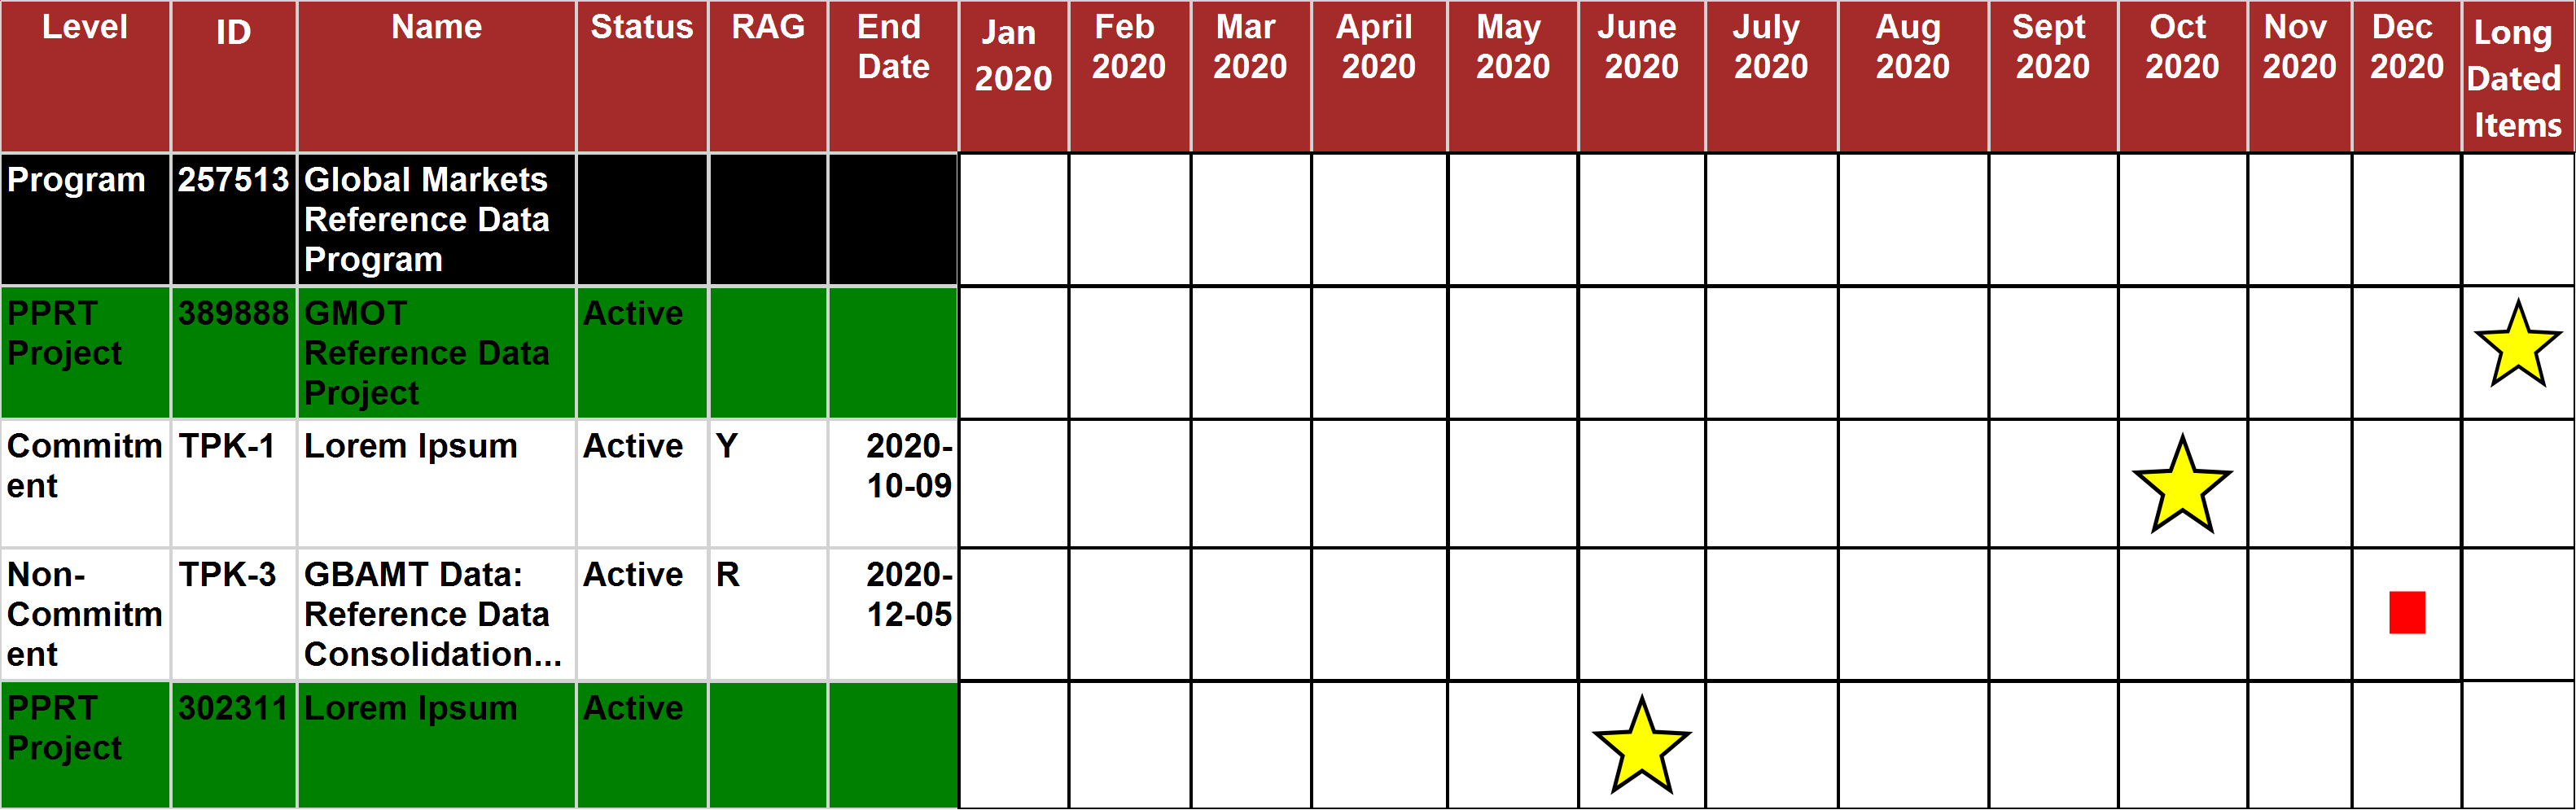 Level ID Name Status RAG End Date Jan 2020 Feb 2020 Mar 2020 April 2020 May 2020 June 2020 July 2020 Aug 2020 Sept 2020 Oct 2020 Nov 2020 Dec 2020 Long Dated Items
Program 257513 Global Markets
Reference Data
Program
PPRT 389888 GMOT Active
Project Reference Data
Project
Commitm TPK-1 Lorem Ipsum Active Y 2020-
ent 10-09
Non- TPK-3 GBAMT Data: Active R 2020-
Commitm Reference Data 12-05
ent Consolidation...
PPRT 302311 Lorem Ipsum Active
Project